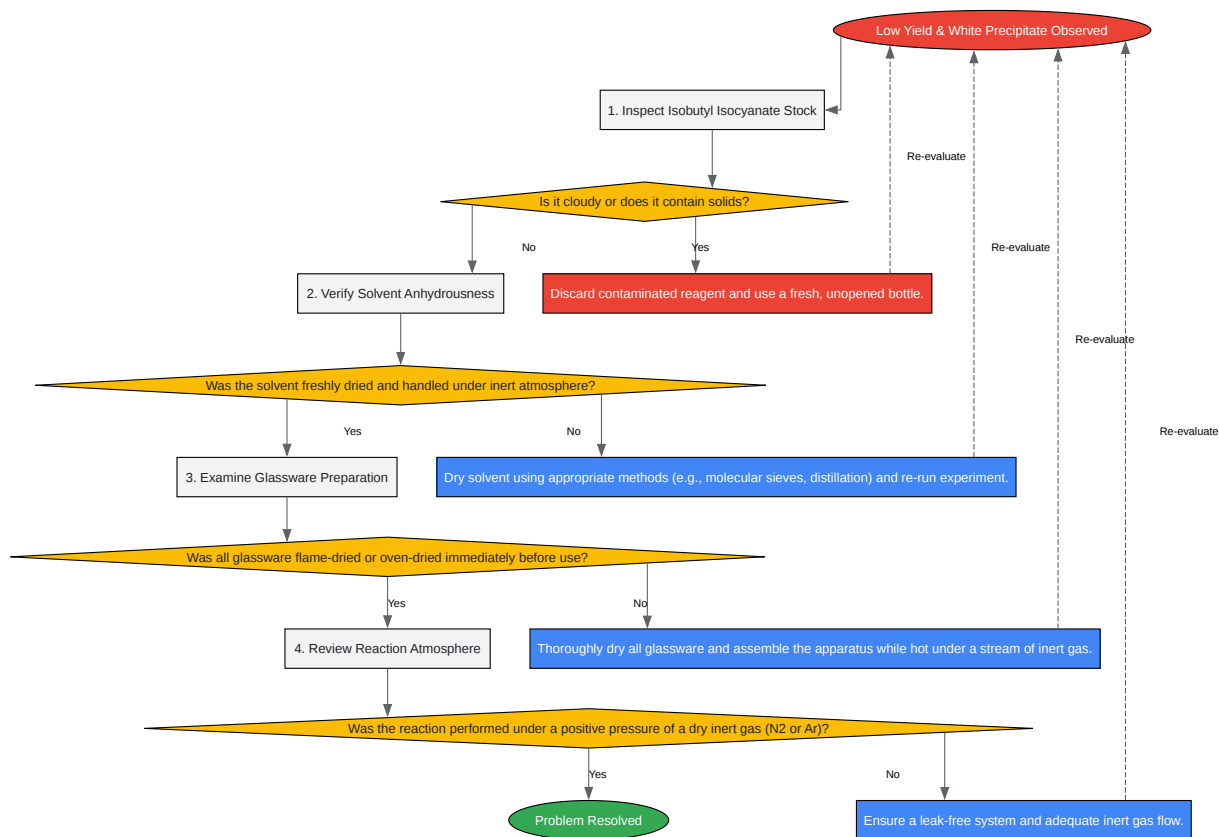 Low Yield & White Precipitate Observed
1. Inspect Isobutyl Isocyanate Stock
Re-evaluate
Is it cloudy or does it contain solids?
No
Yes
Re-evaluate
2. Verify Solvent Anhydrousness
Discard contaminated reagent and use a fresh, unopened bottle.
Re-evaluate
Was the solvent freshly dried and handled under inert atmosphere?
Yes
No
Re-evaluate
3. Examine Glassware Preparation
Dry solvent using appropriate methods (e.g., molecular sieves, distillation) and re-run experiment.
Was all glassware flame-dried or oven-dried immediately before use?
Yes
No
4. Review Reaction Atmosphere
Thoroughly dry all glassware and assemble the apparatus while hot under a stream of inert gas.
Was the reaction performed under a positive pressure of a dry inert gas (N2 or Ar)?
Yes
No
Problem Resolved
Ensure a leak-free system and adequate inert gas flow.